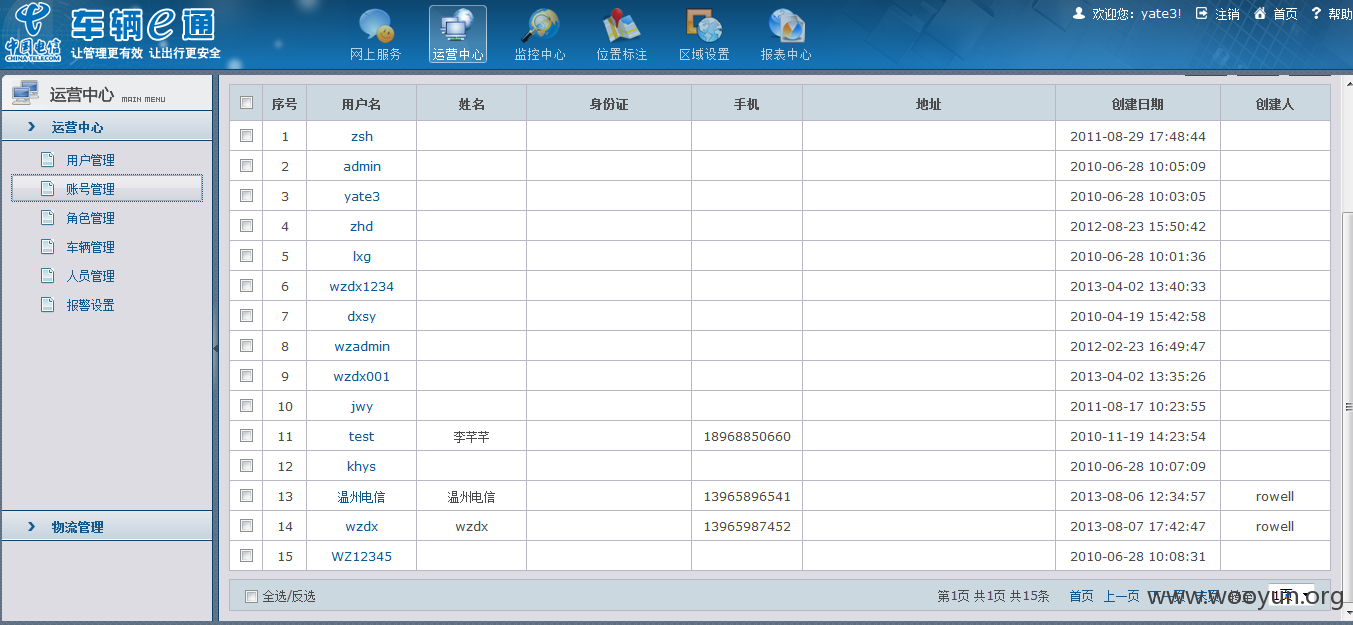 中国电信
CHINA TELECOM
车辆e通
让管理更有效 让出行更安全
网上服务 运营中心 监控中心 位置标注 区域设置 报表中心
欢迎您：yate3! 注销 首页 ? 帮助
运营中心 MAIN MENU
运营中心
用户管理
账号管理
角色管理
车辆管理
人员管理
报警设置
物流管理
序号 用户名 姓名 身份证 手机 地址 创建日期 创建人
1 zsh 2011-08-29 17:48:44
2 admin 2010-06-28 10:05:09
3 yate3 2010-06-28 10:03:05
4 zhd 2012-08-23 15:50:42
5 lxg 2010-06-28 10:01:36
6 wzdx1234 2013-04-02 13:40:33
7 dxsy 2010-04-19 15:42:58
8 wzadmin 2012-02-23 16:49:47
9 wzdx001 2013-04-02 13:35:26
10 jwy 2011-08-17 10:23:55
11 test 李芊芊 18968850660 2010-11-19 14:23:54
12 khys 2010-06-28 10:07:09
13 温州电信 温州电信 13965896541 2013-08-06 12:34:57 rowell
14 wzdx wzdx 13965987452 2013-08-07 17:42:47 rowell
15 WZ12345 2010-06-28 10:08:31
全选/反选 第1页 共1页 共15条 首页 上一页 下一页 末页
www.wooyun.org